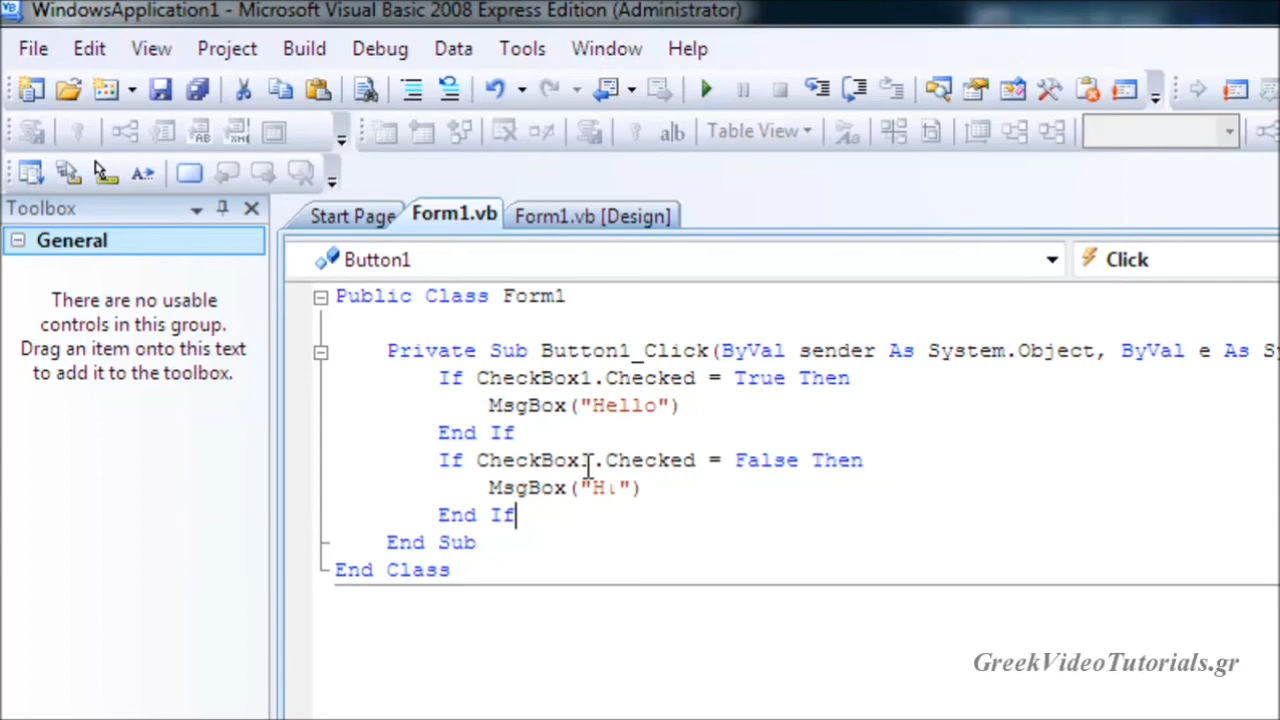 WindowsApplication1 - Microsoft Visual Basic 2008 Express Edition (Administrator)
File Edit View Project Build Debug Data Tools Window Help
Table View
Toolbox
General
There are no usable
controls in this group.
Drag an item onto this text
to add it to the toolbox.
Start Page Form1.vb Form1.vb [Design]
Button1 Click
Public Class Form1
Private Sub Button1_Click(ByVal sender As System.Object, ByVal e As Sy
If CheckBox1.Checked = True Then
MsgBox("Hello")
End If
If CheckBox1.Checked = False Then
MsgBox("Hι")
End If
End Sub
End Class
GreekVideoTutorials.gr